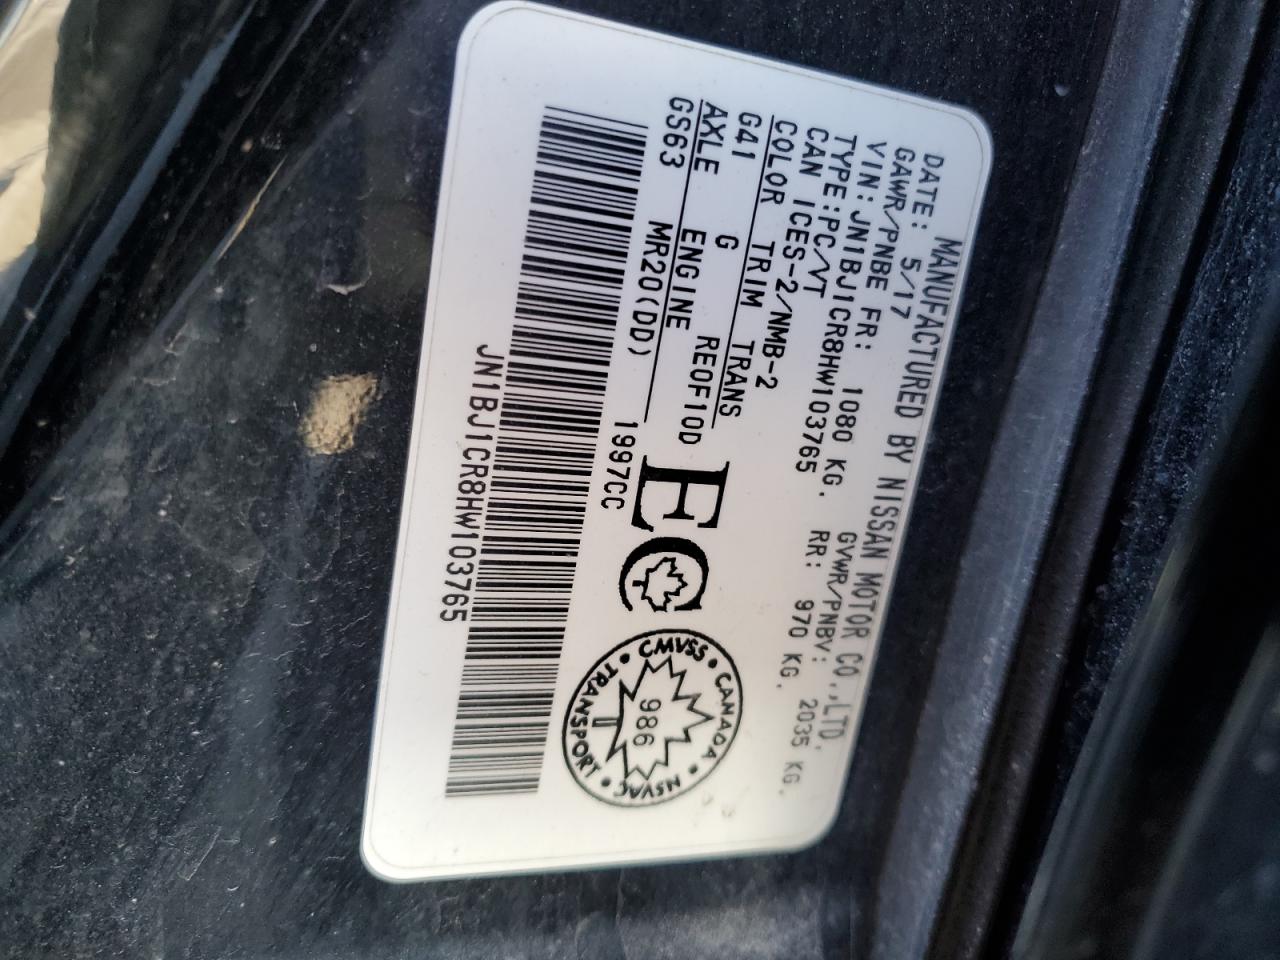 MANUFACTURED BY NISSAN MOTOR CO.,LTD.
DATE: 5/17 GVWR/PNBV: 2035 KG.
GAWR/PNBE FR: 1080 KG. RR: 970 KG.
VIN:JN1BJ1CR8HW103765
TYPE:PC/VT
CAN ICES-2/NMB-2
COLOR TRIM TRANS
G41 G RE0F10D
AXLE ENGINE
GS63 MR20(DD) 1997CC
EC
CMVSS • CANADA • NSVAC • TRANSPORT •
986
JN1BJ1CR8HW103765